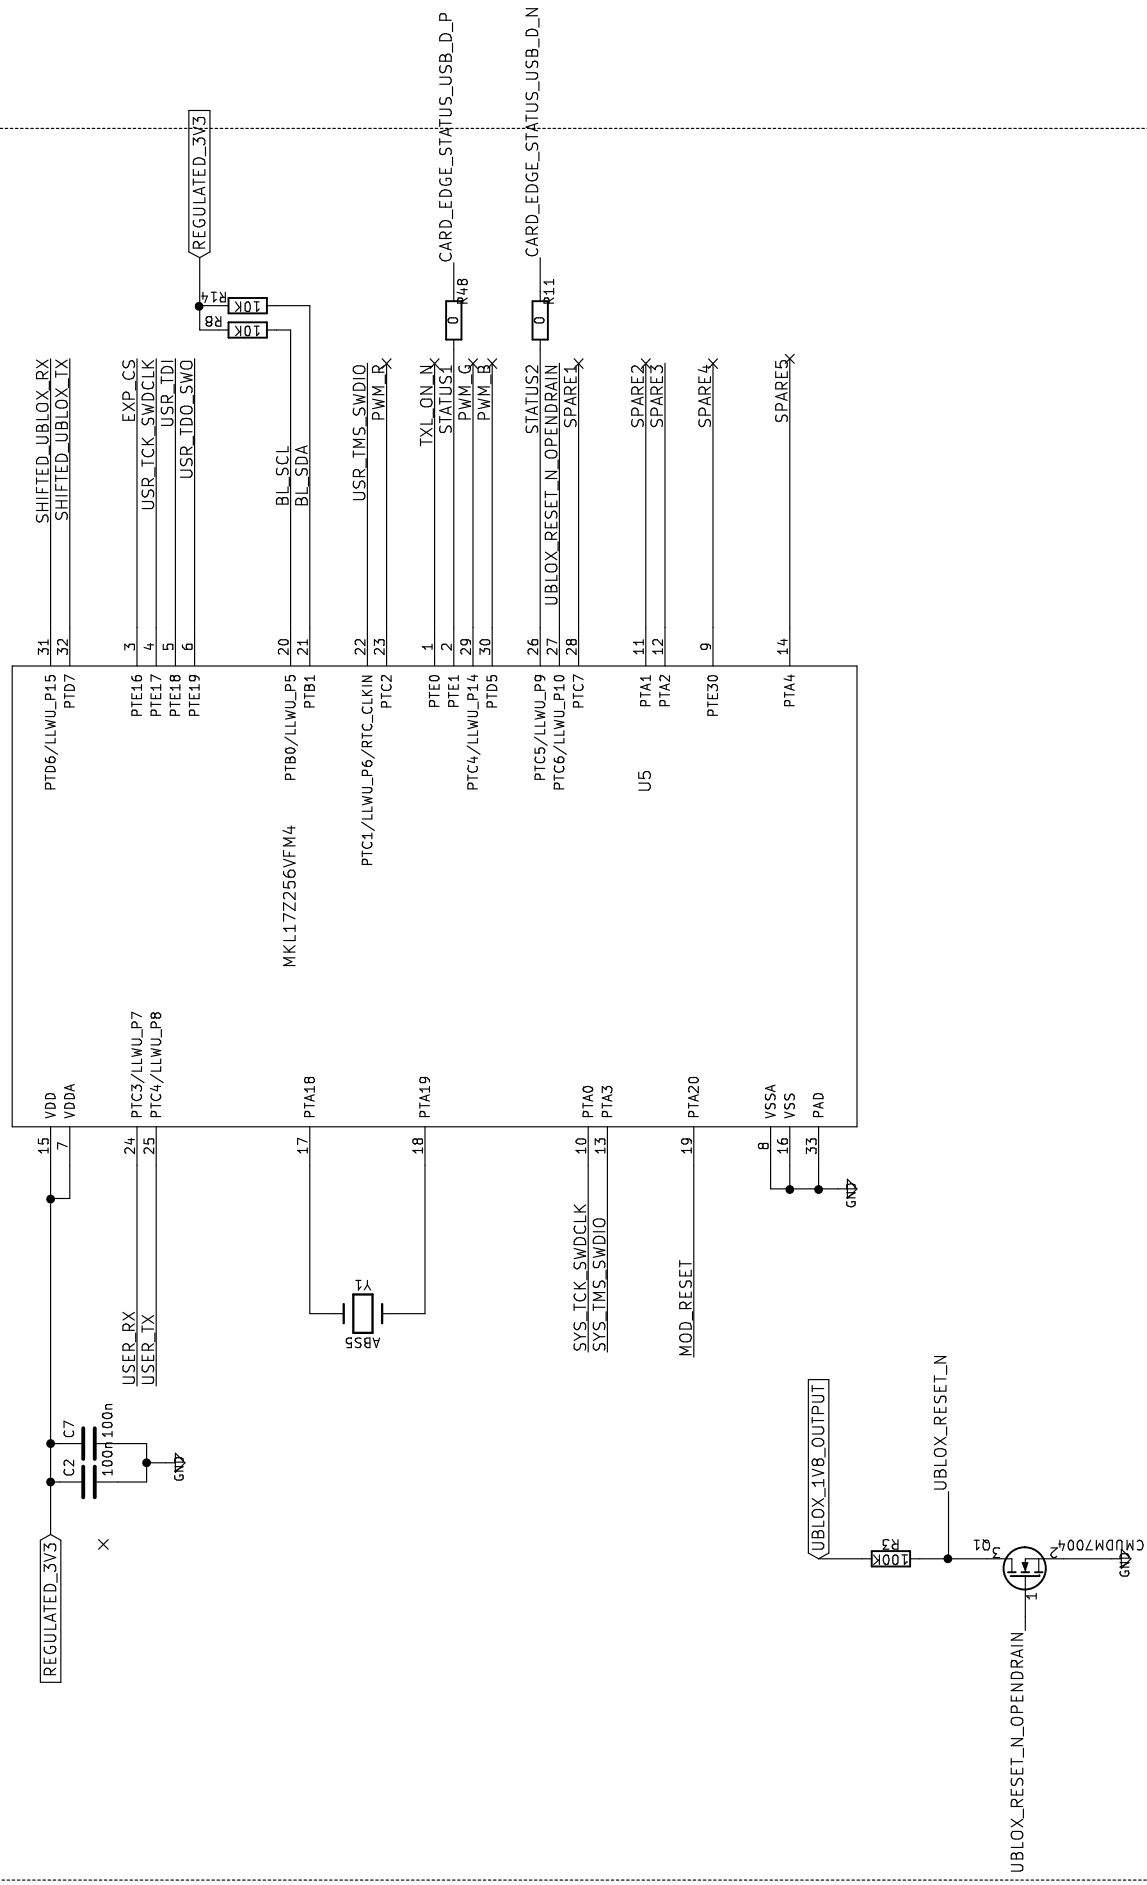 REGULATED_3V3
C2
100n
C7
100n
GND
15
VDD
7
VDDA
USER_RX
24
PTC3/LLWU_P7
USER_TX
25
PTC4/LLWU_P8
17
PTA18
18
PTA19
Y1
ABS5
SYS_TCK_SWDCLK
10
PTA0
SYS_TMS_SWDIO
13
PTA3
MOD_RESET
19
PTA20
8
VSSA
16
VSS
33
PAD
GND
MKL17Z256VFM4
U5
PTD6/LLWU_P15
31
SHIFTED_UBLOX_RX
PTD7
32
SHIFTED_UBLOX_TX
PTE16
3
EXP_CS
PTE17
4
USR_TCK_SWDCLK
PTE18
5
USR_TDI
PTE19
6
USR_TDO_SWO
PTB0/LLWU_P5
20
BL_SCL
PTB1
21
BL_SDA
R8
10K
R14
10K
REGULATED_3V3
PTC1/LLWU_P6/RTC_CLKIN
22
USR_TMS_SWDIO
PTC2
23
PWM_R
PTE0
1
TXL_ON_N
PTE1
2
STATUS1
0
R48
CARD_EDGE_STATUS_USB_D_P
PTC4/LLWU_P14
29
PWM_G
PTD5
30
PWM_B
PTC5/LLWU_P9
26
STATUS2
0
R11
CARD_EDGE_STATUS_USB_D_N
PTC6/LLWU_P10
27
UBLOX_RESET_N_OPENDRAIN
PTC7
28
SPARE1
PTA1
11
SPARE2
PTA2
12
SPARE3
PTE30
9
SPARE4
PTA4
14
SPARE5
UBLOX_1V8_OUTPUT
R3
100K
UBLOX_RESET_N
Q1
3
2
1
CMUDM7004
GND
UBLOX_RESET_N_OPENDRAIN